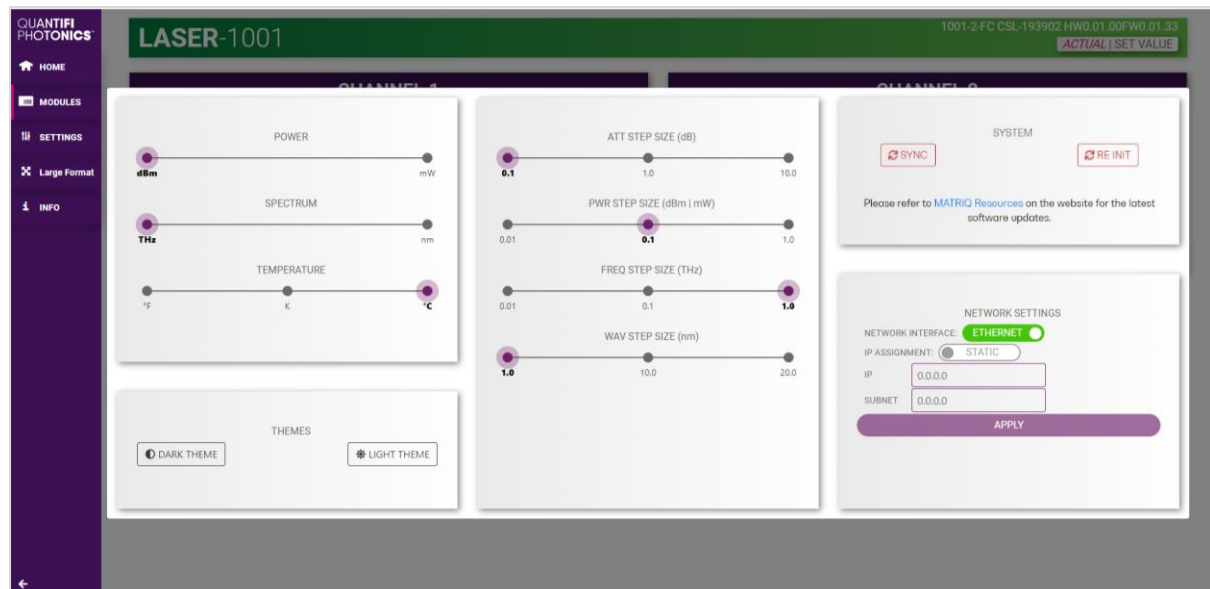 QUANTIFI
PHOTONICS
HOME
MODULES
SETTINGS
Large Format
INFO
LASER-1001
1001-2-FC CSL-193902 HW0.01.00FW0.01.33
ACTUAL | SET VALUE
POWER
dBm mW
SPECTRUM
THz nm
TEMPERATURE
°F K °C
THEMES
DARK THEME LIGHT THEME
ATT STEP SIZE (dB)
0.1 1.0 10.0
PWR STEP SIZE (dBm | mW)
0.01 0.1 1.0
FREQ STEP SIZE (THz)
0.01 0.1 1.0
WAV STEP SIZE (nm)
1.0 10.0 20.0
SYSTEM
SYNC RE INIT
Please refer to MATRIQ Resources on the website for the latest
software updates.
NETWORK SETTINGS
NETWORK INTERFACE: ETHERNET
IP ASSIGNMENT: STATIC
IP 0.0.0.0
SUBNET 0.0.0.0
APPLY